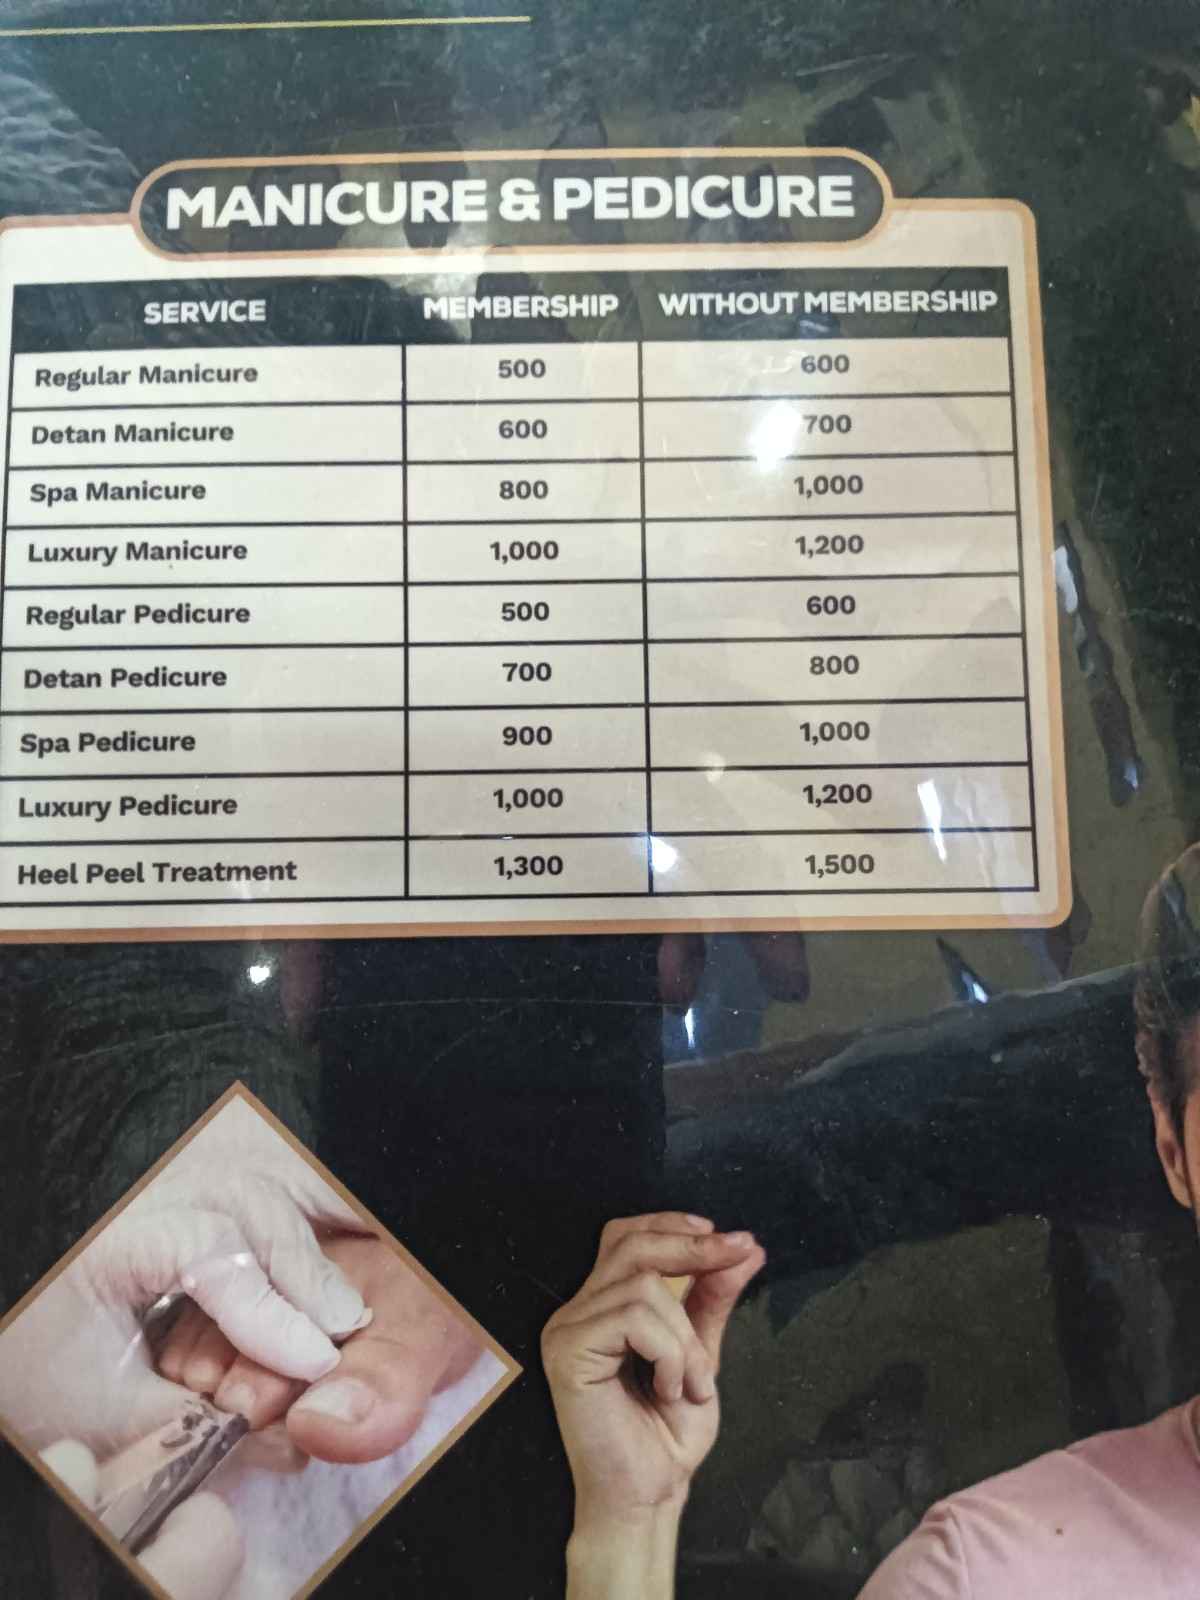 MANICURE & PEDICURE
SERVICE MEMBERSHIP WITHOUT MEMBERSHIP
Regular Manicure 500 600
Detan Manicure 600 700
Spa Manicure 800 1,000
Luxury Manicure 1,000 1,200
Regular Pedicure 500 600
Detan Pedicure 700 800
Spa Pedicure 900 1,000
Luxury Pedicure 1,000 1,200
Heel Peel Treatment 1,300 1,500